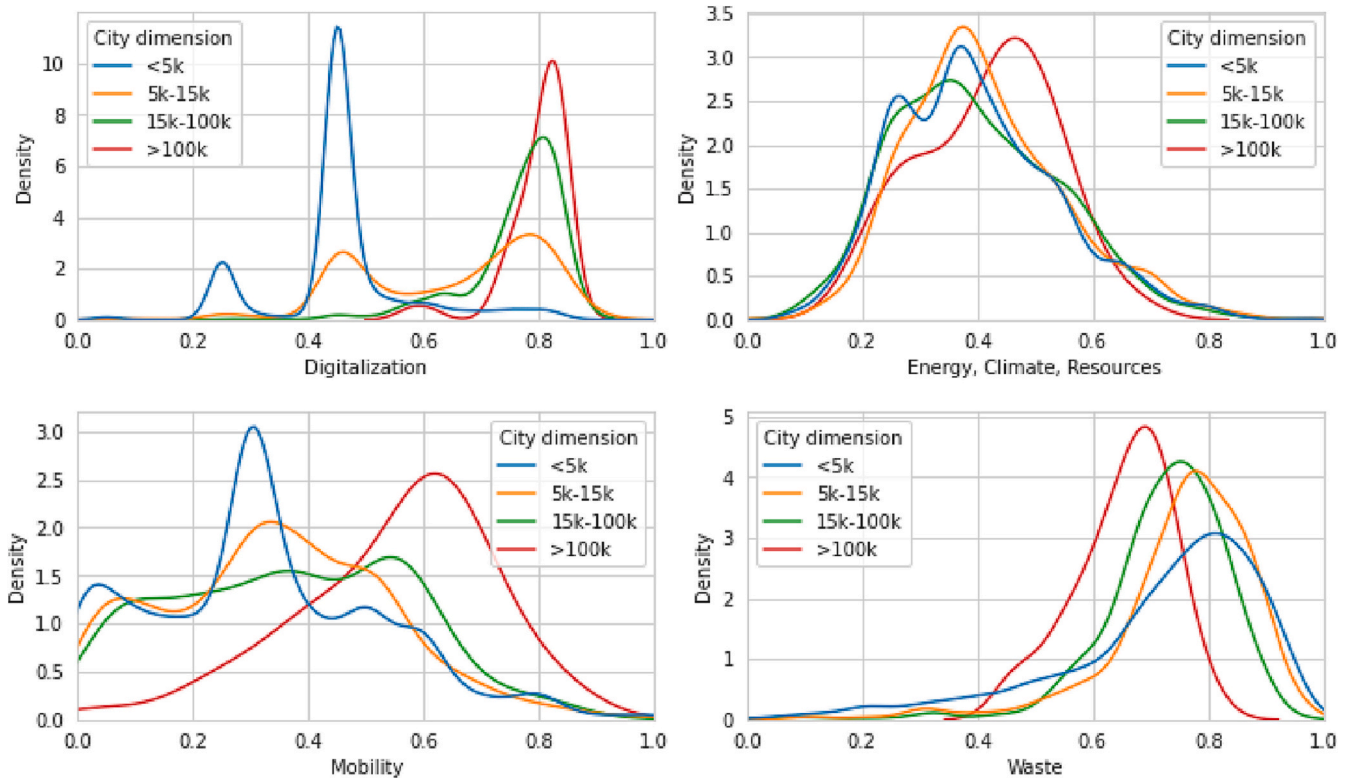 City dimension
<5k
5k-15k
15k-100k
>100k
Density
10
8
6
4
2
0
0.0 0.2 0.4 0.6 0.8 1.0
Digitalization
City dimension
<5k
5k-15k
15k-100k
>100k
Density
3.5
3.0
2.5
2.0
1.5
1.0
0.5
0.0
0.0 0.2 0.4 0.6 0.8 1.0
Energy, Climate, Resources
City dimension
<5k
5k-15k
15k-100k
>100k
Density
3.0
2.5
2.0
1.5
1.0
0.5
0.0
0.0 0.2 0.4 0.6 0.8 1.0
Mobility
City dimension
<5k
5k-15k
15k-100k
>100k
Density
5
4
3
2
1
0
0.0 0.2 0.4 0.6 0.8 1.0
Waste